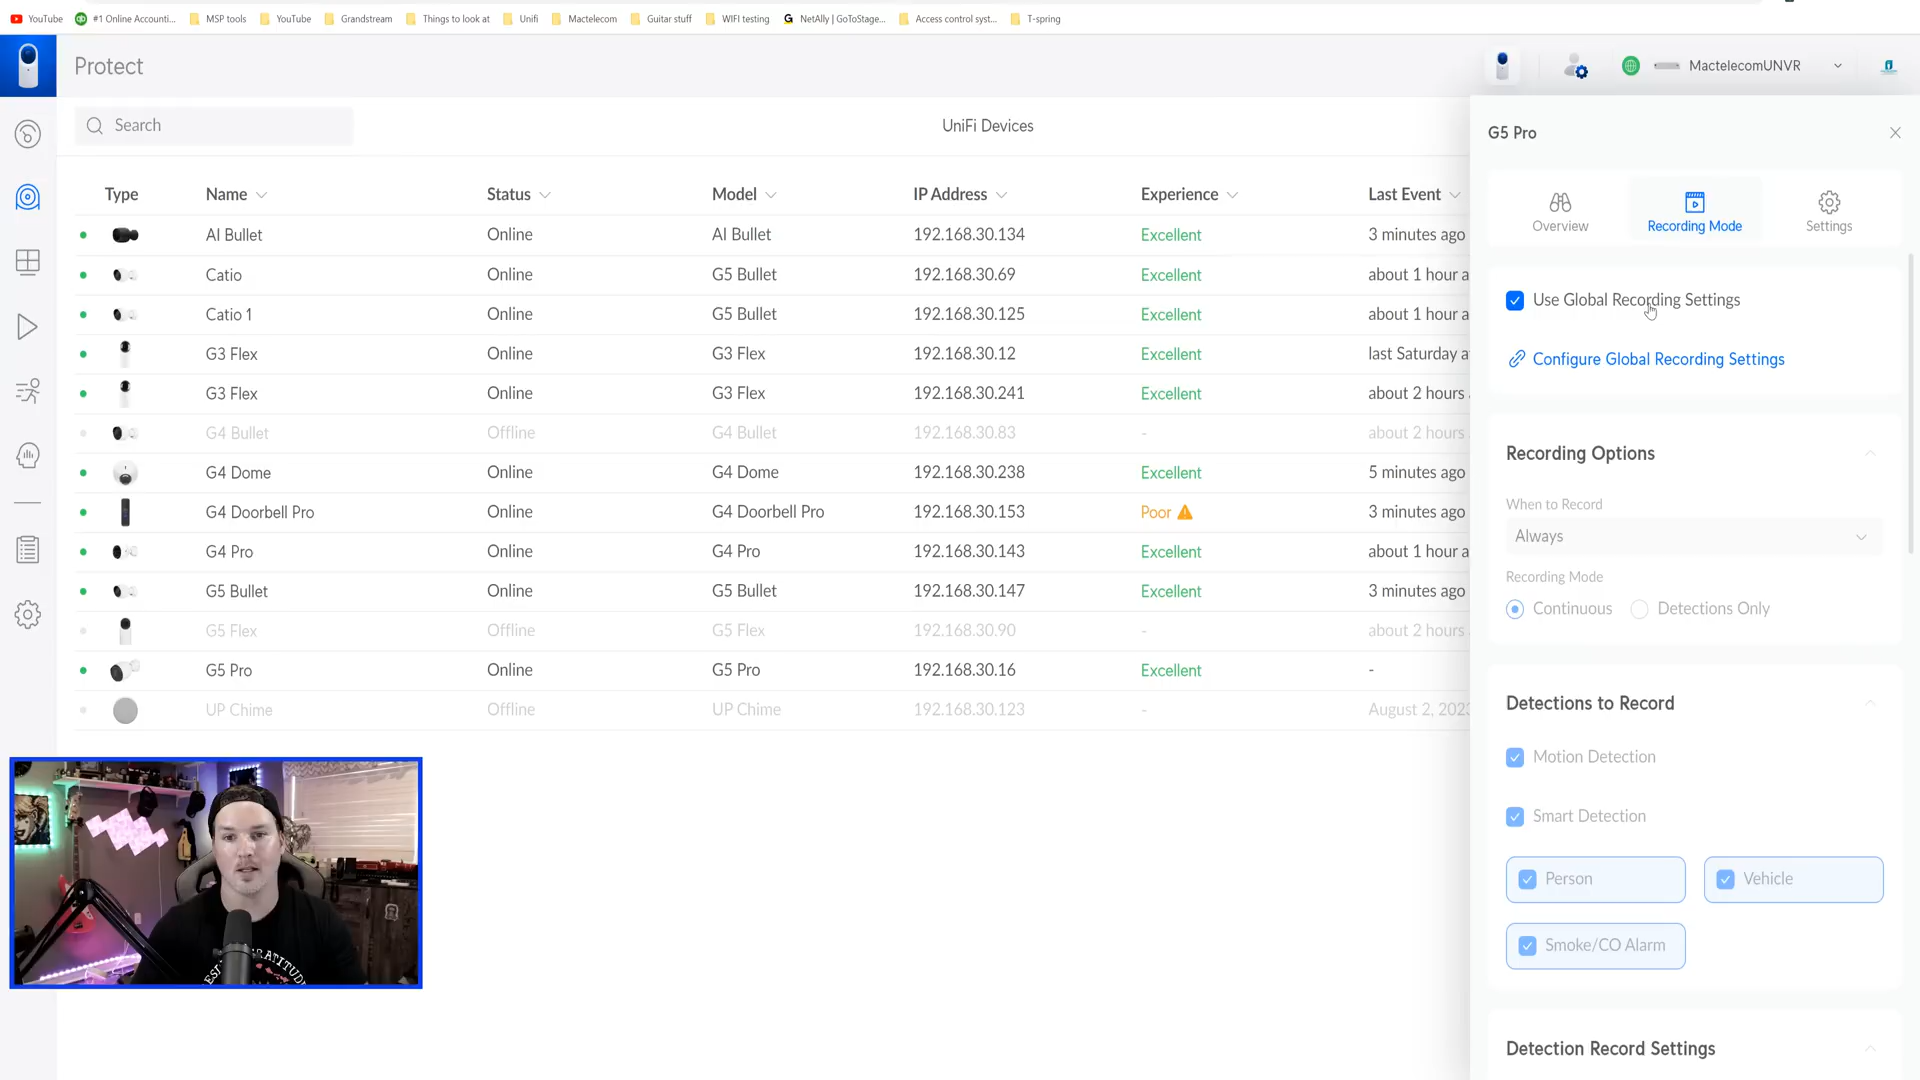 YouTube
#1 Online Accounti...
MSP tools
YouTube
Grandstream
Things to look at
Unifi
Mactelecom
Guitar stuff
WIFI testing
NetAlly | GoToStage...
Access control syst...
T-spring
Protect
MactelecomUNVR
Search
UniFi Devices
Type Name Status Model IP Address Experience Last Event
AI Bullet Online AI Bullet 192.168.30.134 Excellent 3 minutes ago
Catio Online G5 Bullet 192.168.30.69 Excellent about 1 hour a
Catio 1 Online G5 Bullet 192.168.30.125 Excellent about 1 hour a
G3 Flex Online G3 Flex 192.168.30.12 Excellent last Saturday a
G3 Flex Online G3 Flex 192.168.30.241 Excellent about 2 hours
G4 Bullet Offline G4 Bullet 192.168.30.83 - about 2 hours
G4 Dome Online G4 Dome 192.168.30.238 Excellent 5 minutes ago
G4 Doorbell Pro Online G4 Doorbell Pro 192.168.30.153 Poor 3 minutes ago
G4 Pro Online G4 Pro 192.168.30.143 Excellent about 1 hour a
G5 Bullet Online G5 Bullet 192.168.30.147 Excellent 3 minutes ago
G5 Flex Offline G5 Flex 192.168.30.90 - about 2 hours
G5 Pro Online G5 Pro 192.168.30.16 Excellent -
UP Chime Offline UP Chime 192.168.30.123 - August 2, 202
G5 Pro
Overview
Recording Mode
Settings
Use Global Recording Settings
Configure Global Recording Settings
Recording Options
When to Record
Always
Recording Mode
Continuous
Detections Only
Detections to Record
Motion Detection
Smart Detection
Person
Vehicle
Smoke/CO Alarm
Detection Record Settings